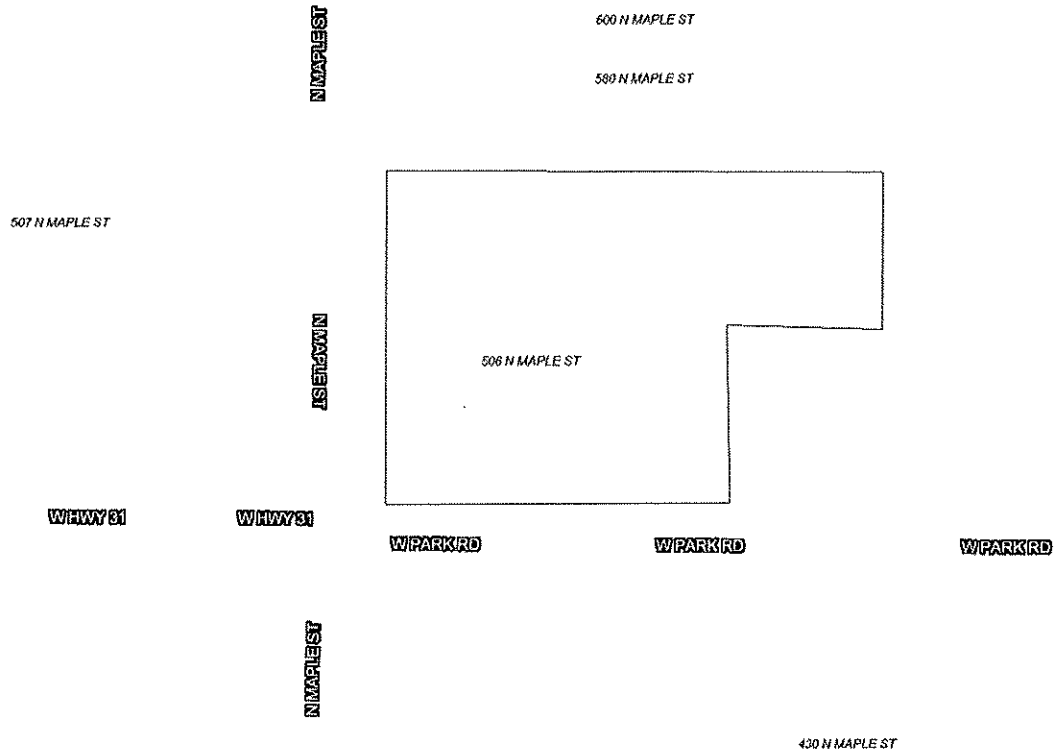 N MAPLE ST
600 N MAPLE ST
580 N MAPLE ST
507 N MAPLE ST
N MAPLE ST
506 N MAPLE ST
W HWY 31
W HWY 31
W PARK RD
W PARK RD
W PARK RD
N MAPLE ST
430 N MAPLE ST